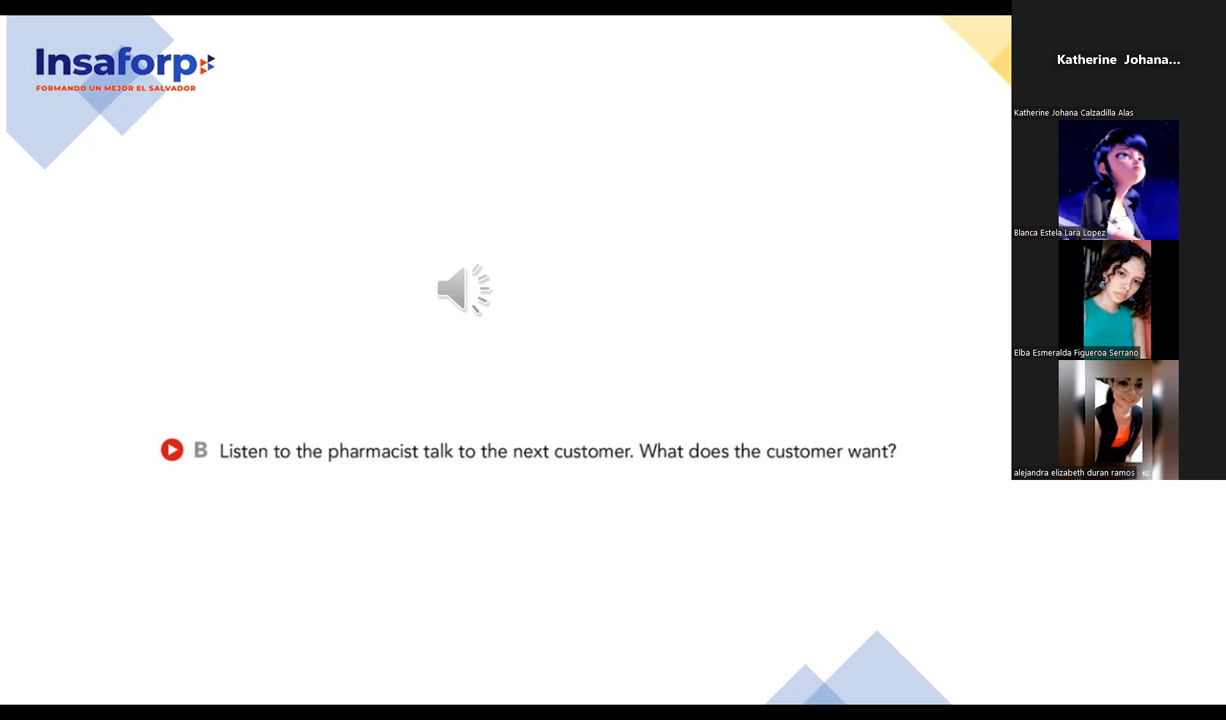 Insaforp
FORMANDO UN MEJOR EL SALVADOR
B Listen to the pharmacist talk to the next customer. What does the customer want?
Katherine Johana...
Katherine Johana Calzadilla Alas
Blanca Estela Lara Lopez
Elba Esmeralda Figueroa Serrano
alejandra elizabeth duran ramos